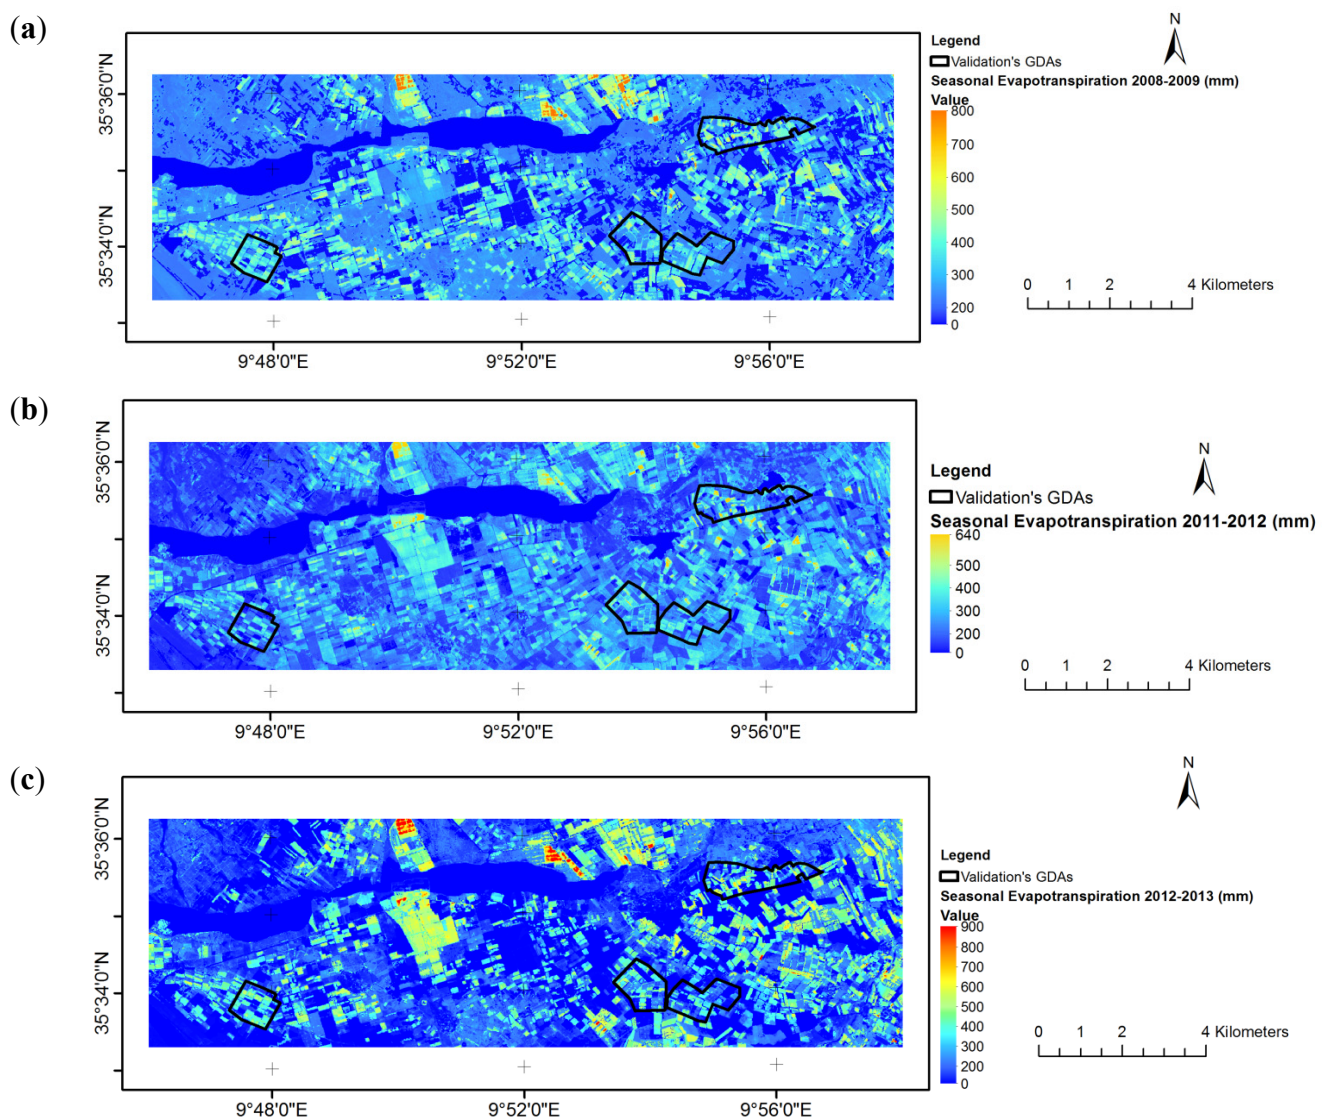 (a)
N
Legend
Validation's GDAs
Seasonal Evapotranspiration 2008-2009 (mm)
Value
800
700
600
500
400
300
200
0
35°36'0"N
35°34'0"N
0 1 2 4 Kilometers
9°48'0"E 9°52'0"E 9°56'0"E
(b)
N
Legend
Validation's GDAs
Seasonal Evapotranspiration 2011-2012 (mm)
640
500
400
300
200
0
35°36'0"N
35°34'0"N
0 1 2 4 Kilometers
9°48'0"E 9°52'0"E 9°56'0"E
(c)
N
Legend
Validation's GDAs
Seasonal Evapotranspiration 2012-2013 (mm)
Value
900
800
700
600
500
400
300
200
0
35°36'0"N
35°34'0"N
0 1 2 4 Kilometers
9°48'0"E 9°52'0"E 9°56'0"E